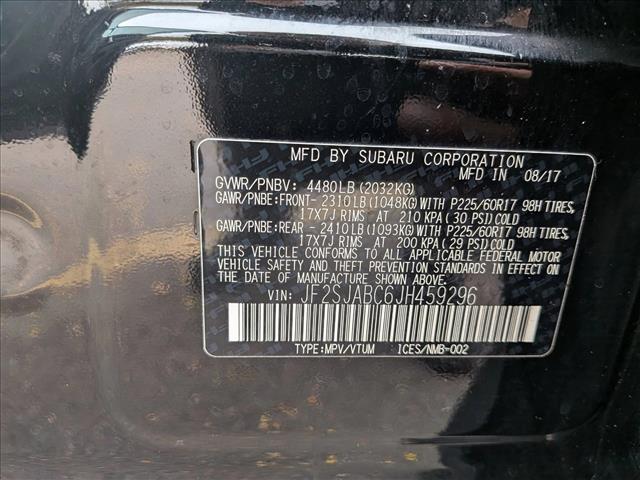 MFD BY SUBARU CORPORATION
MFD IN 08/17
GVWR/PNBV: 4480LB (2032KG)
GAWR/PNBE:FRONT- 2310LB (1048KG) WITH P225/60R17 98H TIRES,
17X7J RIMS AT 210 KPA (30 PSI) COLD
GAWR/PNBE:REAR - 2410LB (1093KG) WITH P225/60R17 98H TIRES,
17X7J RIMS AT 200 KPA (29 PSI) COLD
THIS VEHICLE CONFORMS TO ALL APPLICABLE FEDERAL MOTOR
VEHICLE SAFETY AND THEFT PREVENTION STANDARDS IN EFFECT ON
THE DATE OF MANUFACTURE SHOWN ABOVE.
VIN: JF2SJABC6JH459296
TYPE:MPV/VTUM ICES/NMB-002